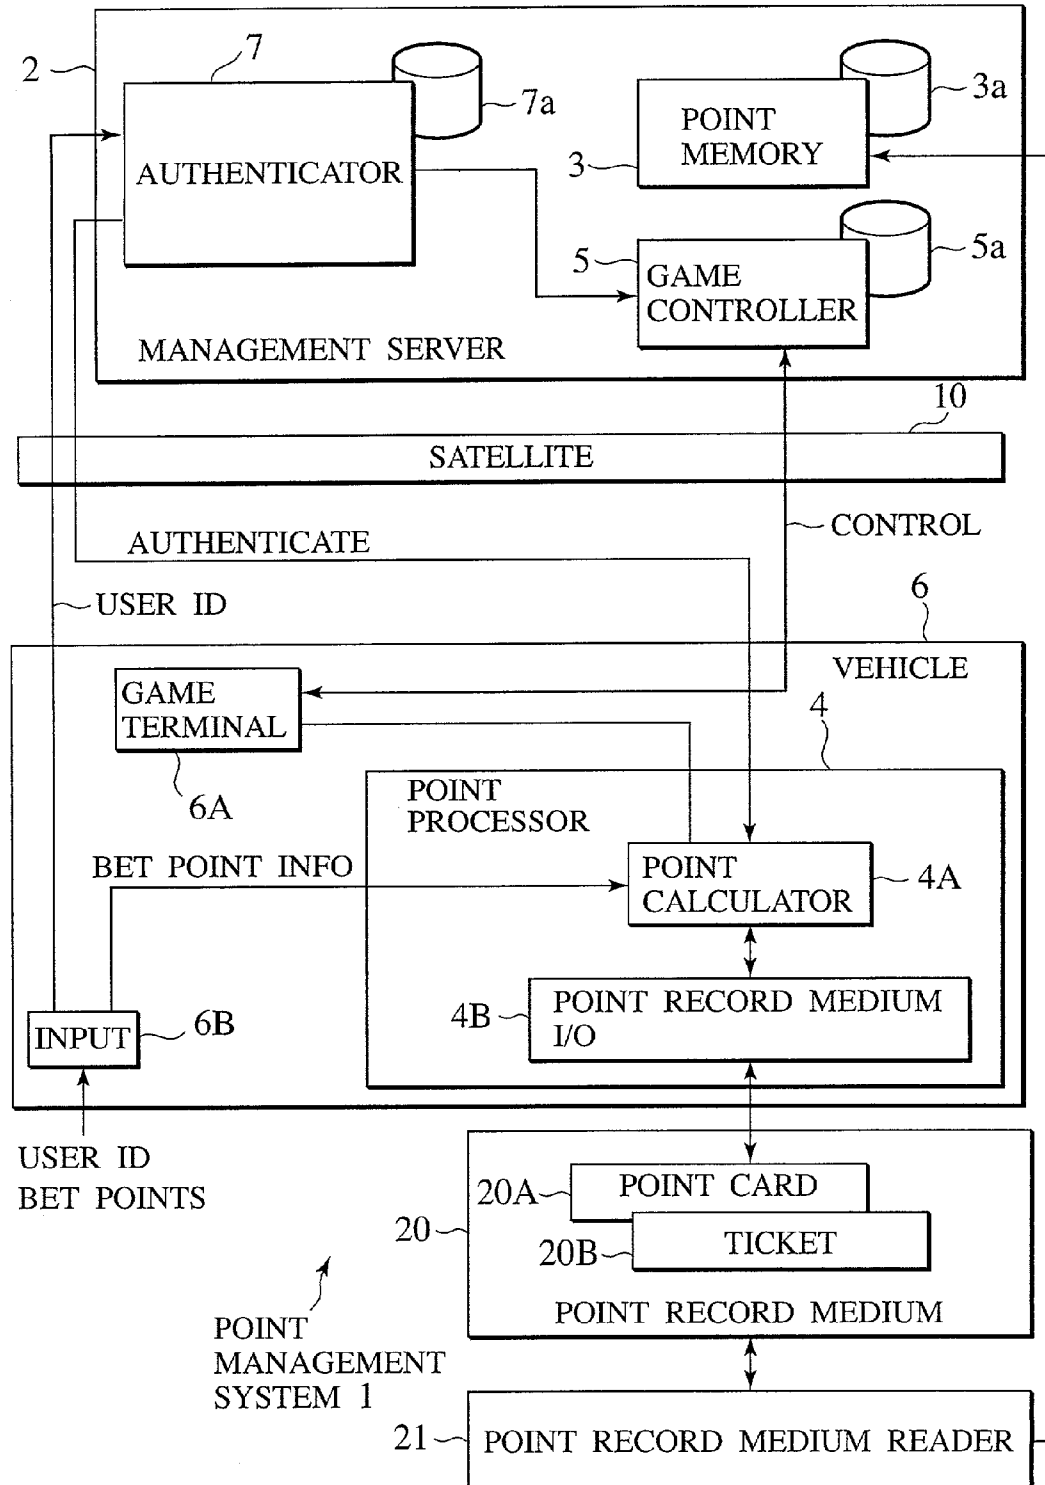 2
7
7a
AUTHENTICATOR
POINT
MEMORY
3
3a
5
GAME
CONTROLLER
5a
MANAGEMENT SERVER
10
SATELLITE
AUTHENTICATE
CONTROL
USER ID
6
VEHICLE
GAME
TERMINAL
6A
4
POINT
PROCESSOR
BET POINT INFO
POINT
CALCULATOR
4A
4B
POINT RECORD MEDIUM
I/O
INPUT
6B
USER ID
BET POINTS
20
20A
POINT CARD
20B
TICKET
POINT RECORD MEDIUM
POINT
MANAGEMENT
SYSTEM 1
21
POINT RECORD MEDIUM READER